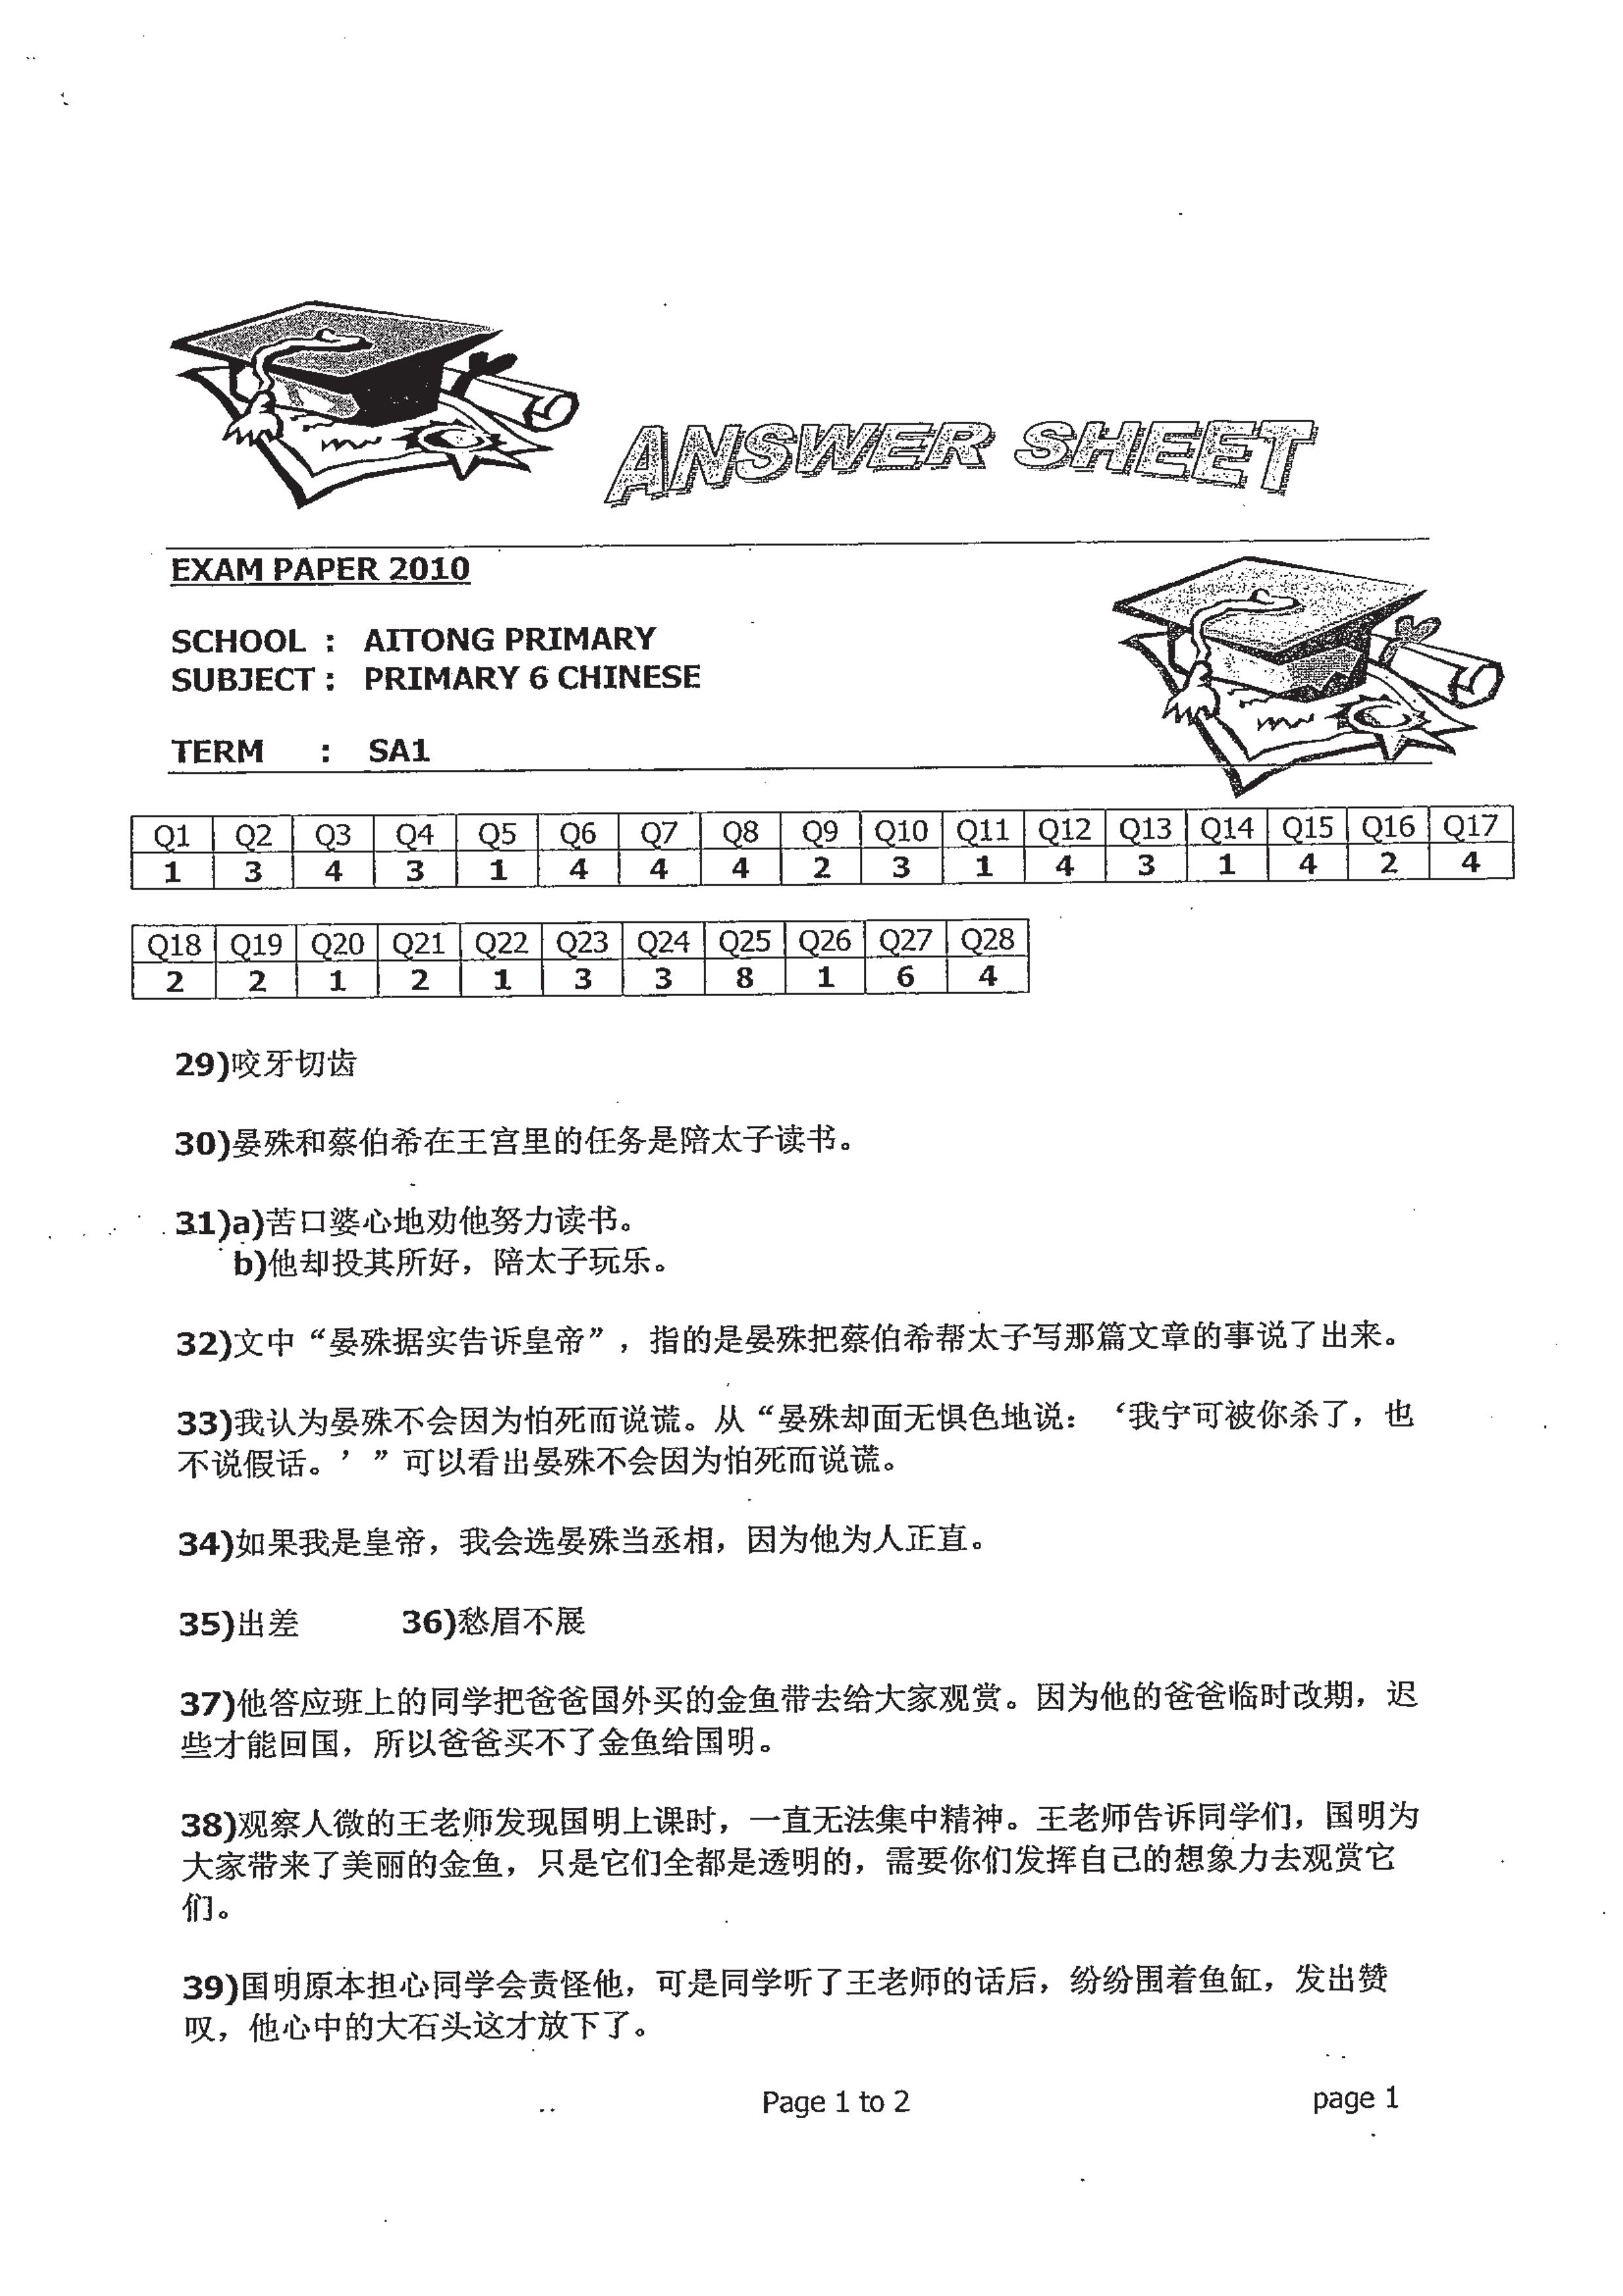 ANSWER SHEET
EXAM PAPER 2010
SCHOOL : AITONG PRIMARY
SUBJECT : PRIMARY 6 CHINESE
TERM : SA1
Q1 Q2 Q3 Q4 Q5 Q6 Q7 Q8 Q9 Q10 Q11 Q12 Q13 Q14 Q15 Q16 Q17
1 3 4 3 1 4 4 4 2 3 1 4 3 1 4 2 4
Q18 Q19 Q20 Q21 Q22 Q23 Q24 Q25 Q26 Q27 Q28
2 2 1 2 1 3 3 8 1 6 4
29)咬牙切齿
30)晏殊和蔡伯希在王宫里的任务是陪太子读书。
31)a)苦口婆心地劝他努力读书。
b)他却投其所好，陪太子玩乐。
32)文中“晏殊据实告诉皇帝”，指的是晏殊把蔡伯希帮太子写那篇文章的事说了出来。
33)我认为晏殊不会因为怕死而说谎。从“晏殊却面无惧色地说：‘我宁可被你杀了，也
不说假话。’”可以看出晏殊不会因为怕死而说谎。
34)如果我是皇帝，我会选晏殊当丞相，因为他为人正直。
35)出差 36)愁眉不展
37)他答应班上的同学把爸爸国外买的金鱼带去给大家观赏。因为他的爸爸临时改期，迟
些才能回国，所以爸爸买不了金鱼给国明。
38)观察人微的王老师发现国明上课时，一直无法集中精神。王老师告诉同学们，国明为
大家带来了美丽的金鱼，只是它们全都是透明的，需要你们发挥自己的想象力去观赏它
们。
39)国明原本担心同学会责怪他，可是同学听了王老师的话后，纷纷围着鱼缸，发出赞
叹，他心中的大石头这才放下了。
Page 1 to 2 page 1